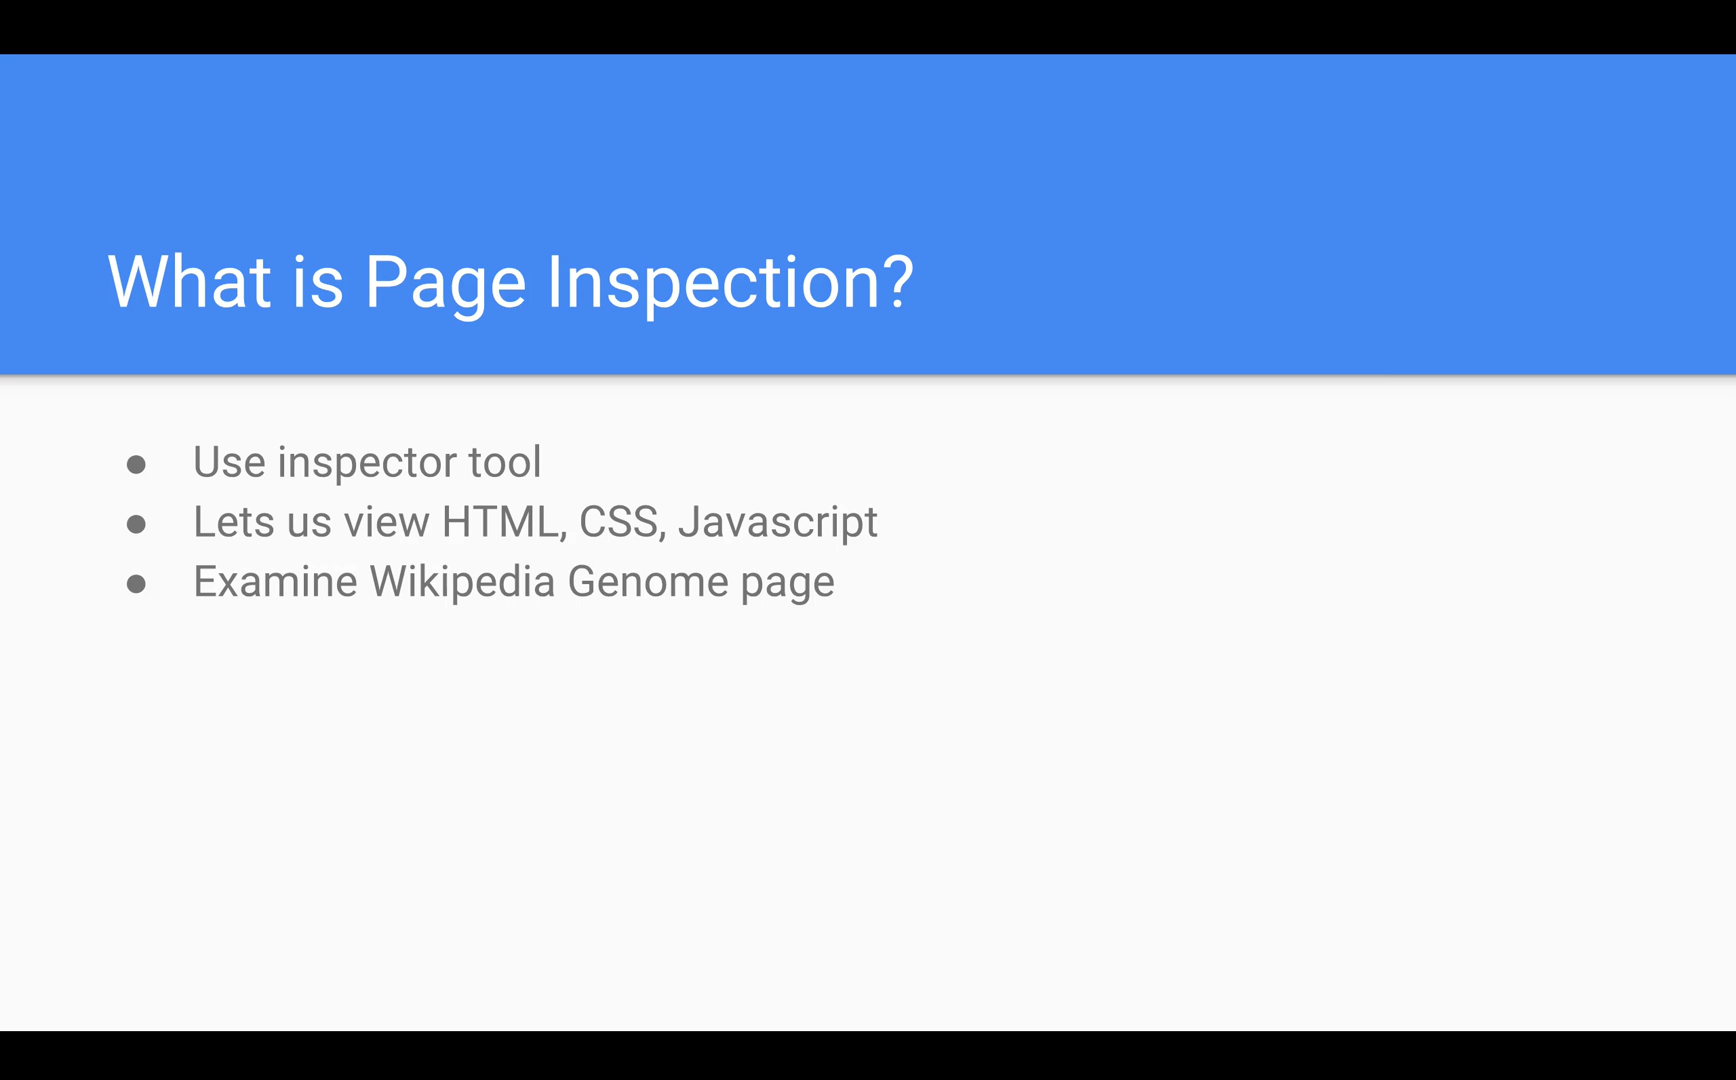 What is Page Inspection?
● Use inspector tool
● Lets us view HTML, CSS, Javascript
● Examine Wikipedia Genome page